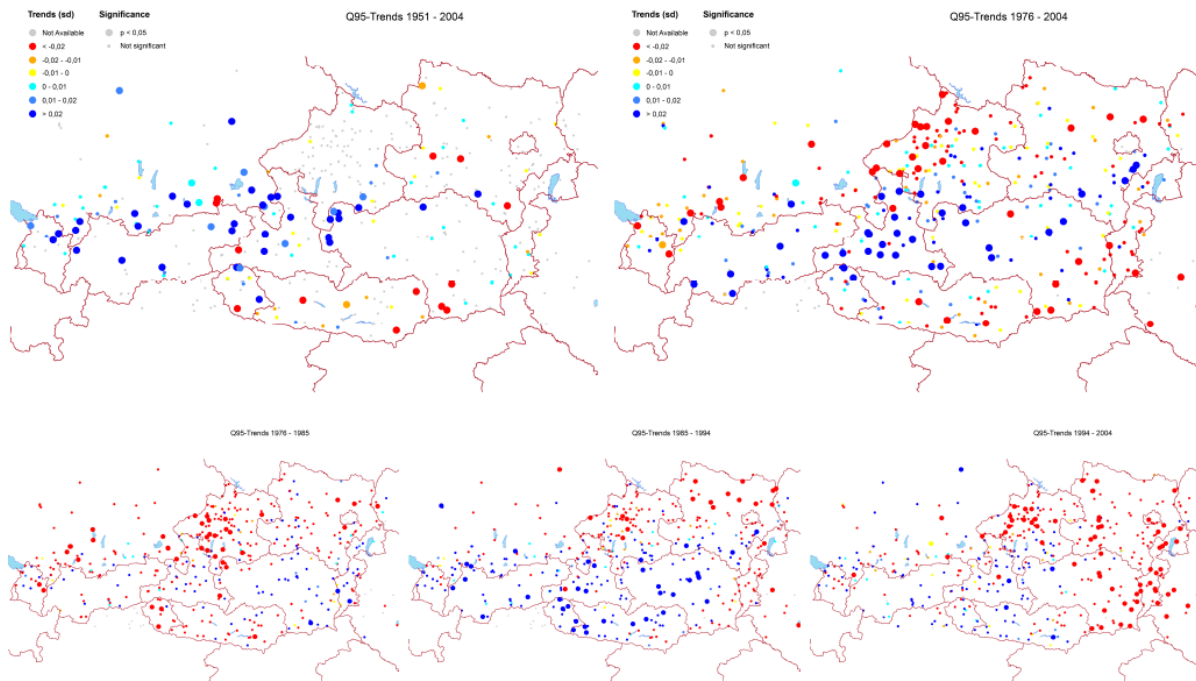 Trends (sd) Significance Q95-Trends 1951 - 2004
Not Available p < 0,05
< -0,02 Not significant
-0,02 - -0,01
-0,01 - 0
0 - 0,01
0,01 - 0,02
> 0,02
Trends (sd) Significance Q95-Trends 1976 - 2004
Not Available p < 0,05
< -0,02 Not significant
-0,02 - -0,01
-0,01 - 0
0 - 0,01
0,01 - 0,02
> 0,02
Q95-Trends 1976 - 1985
Q95-Trends 1985 - 1994
Q95-Trends 1994 - 2004